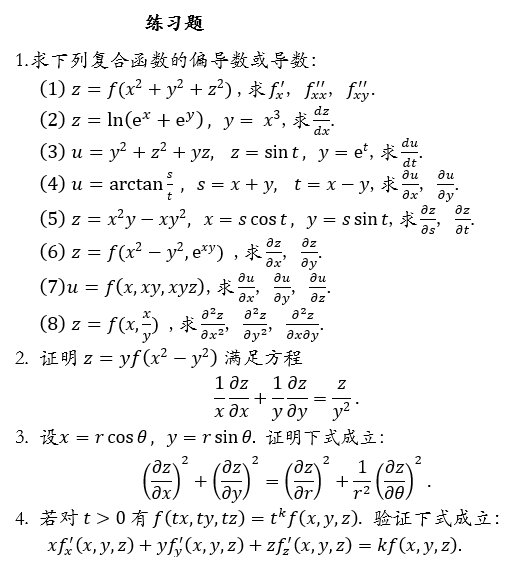 练习题
1.求下列复合函数的偏导数或导数:
(1) z = f(x² + y² + z²) , 求 f′ₓ, f″ₓₓ, f″ₓᵧ.
(2) z = ln(eˣ + eʸ), y = x³, 求 dz/dx.
(3) u = y² + z² + yz, z = sin t, y = eᵗ, 求 du/dt.
(4) u = arctan s/t, s = x + y, t = x − y, 求 ∂u/∂x, ∂u/∂y.
(5) z = x²y − xy², x = s cos t, y = s sin t, 求 ∂z/∂s, ∂z/∂t.
(6) z = f(x² − y², eˣʸ) , 求 ∂z/∂x, ∂z/∂y.
(7)u = f(x, xy, xyz), 求 ∂u/∂x, ∂u/∂y, ∂u/∂z.
(8) z = f(x, x/y) , 求 ∂²z/∂x², ∂²z/∂y², ∂²z/∂x∂y.
2. 证明 z = yf(x² − y²) 满足方程
1/x ∂z/∂x + 1/y ∂z/∂y = z/y² .
3. 设x = r cos θ, y = r sin θ. 证明下式成立:
(∂z/∂x)² + (∂z/∂y)² = (∂z/∂r)² + 1/r² (∂z/∂θ)² .
4. 若对 t > 0 有 f(tx, ty, tz) = tᵏf(x, y, z). 验证下式成立:
xf′ₓ(x, y, z) + yf′ᵧ(x, y, z) + zf′_z(x, y, z) = kf(x, y, z).